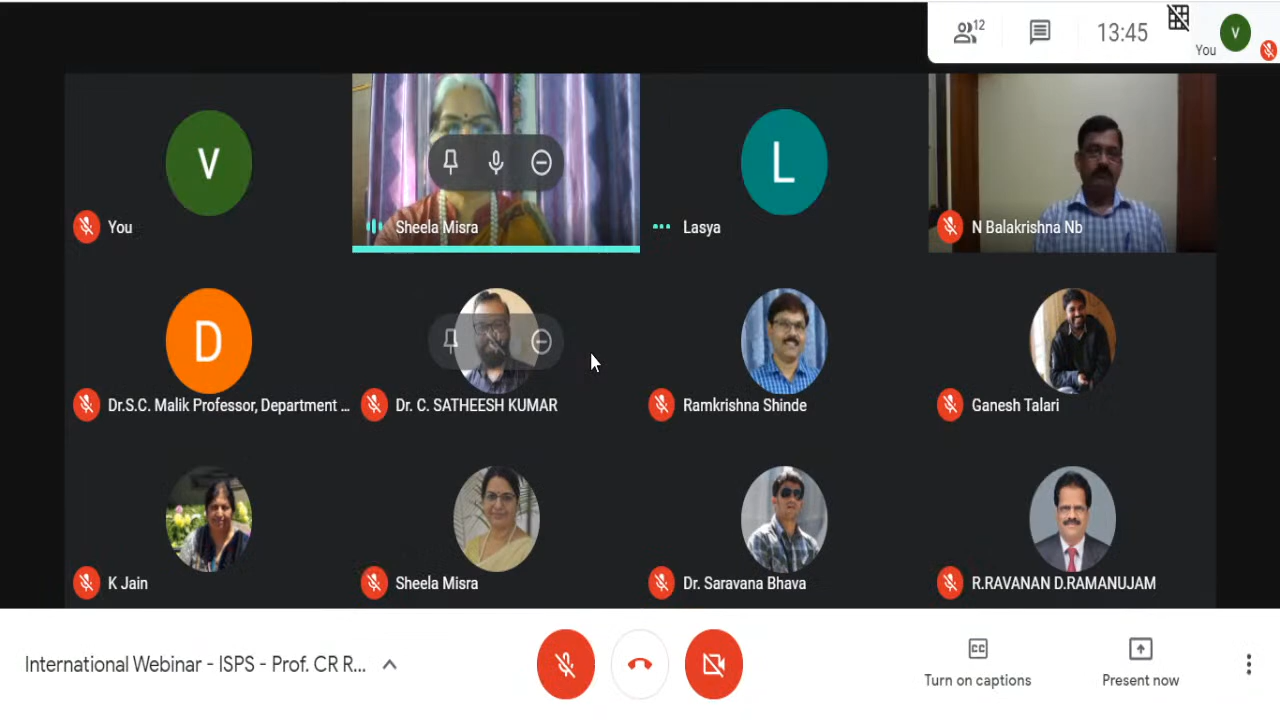 12
13:45
You
V
V
L
You
Sheela Misra
Lasya
N Balakrishna Nb
D
Dr.S.C. Malik Professor, Department ...
Dr. C. SATHEESH KUMAR
Ramkrishna Shinde
Ganesh Talari
K Jain
Sheela Misra
Dr. Saravana Bhava
R.RAVANAN D.RAMANUJAM
International Webinar - ISPS - Prof. CR R...
CC
Turn on captions
Present now